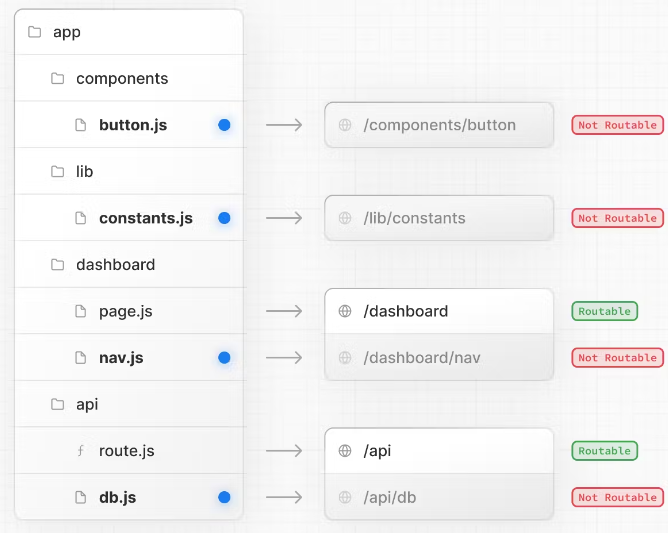 app
components
button.js /components/button Not Routable
lib
constants.js /lib/constants Not Routable
dashboard
page.js /dashboard Routable
nav.js /dashboard/nav Not Routable
api
route.js /api Routable
db.js /api/db Not Routable